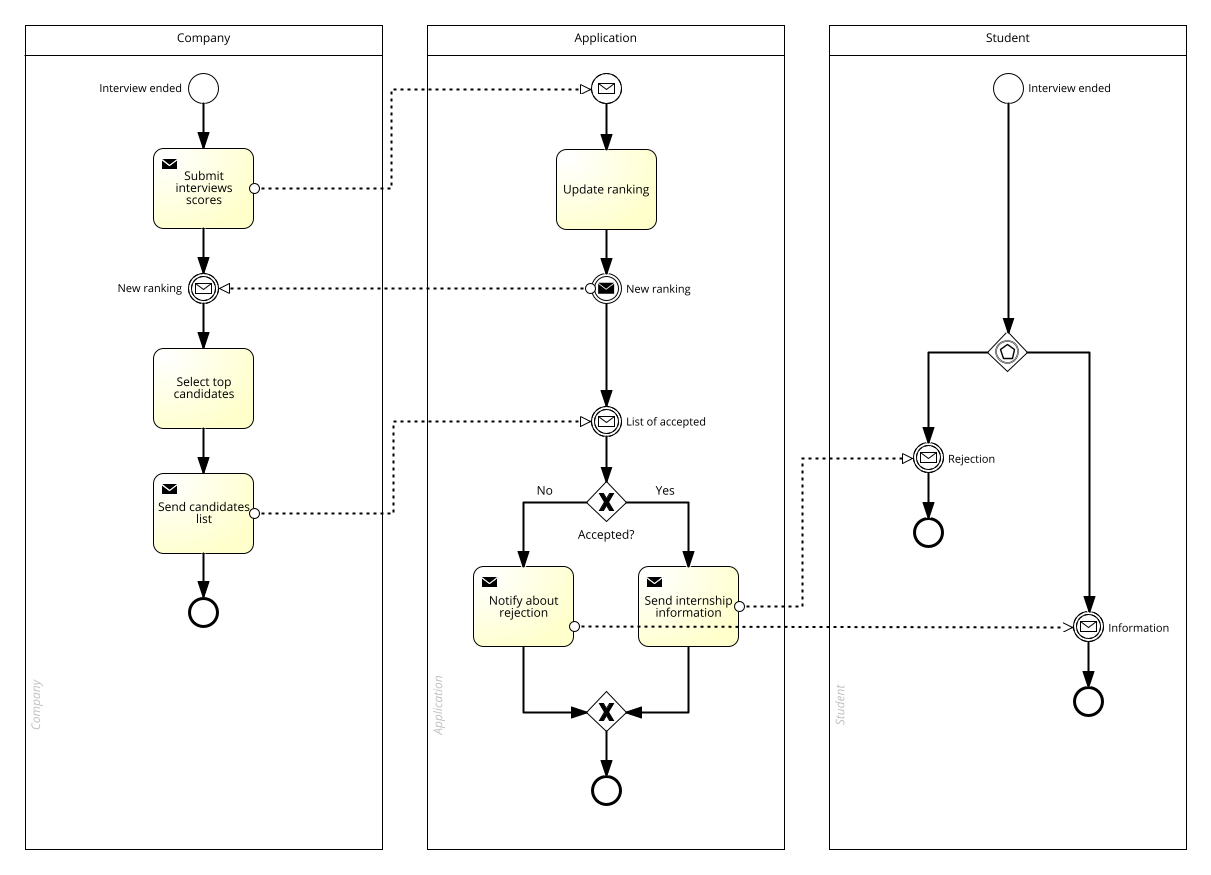 Company
Application
Student
Interview ended
Interview ended
Submit
interviews
scores
Update ranking
New ranking
New ranking
Select top
candidates
List of accepted
Rejection
No
Yes
Send candidates
list
Accepted?
Notify about
rejection
Send internship
information
Information
Company
Application
Student